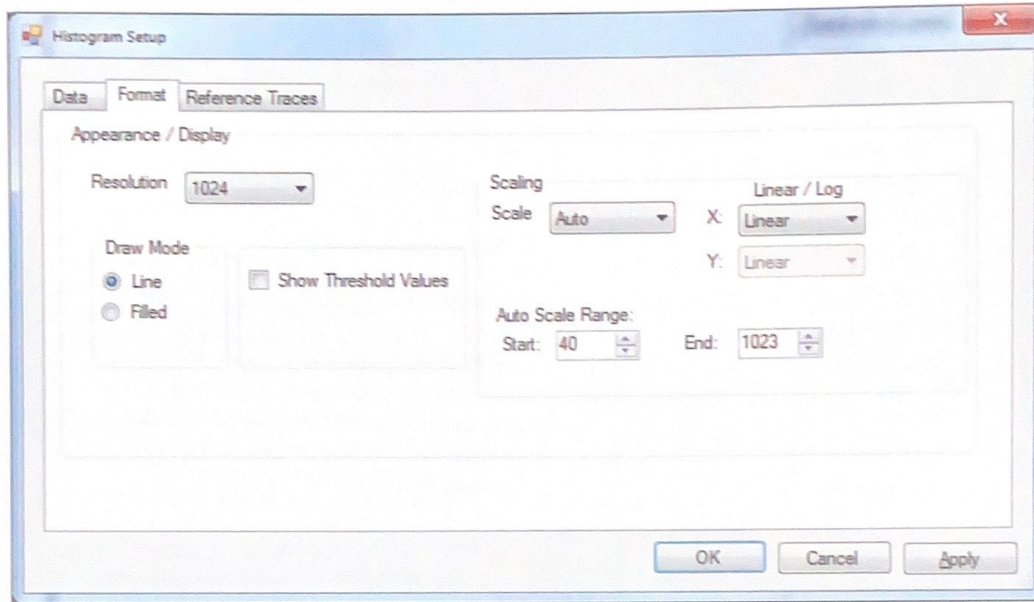 Histogram Setup
X
Data Format Reference Traces
Appearance / Display
Resolution 1024
Draw Mode
Line
Filled
Show Threshold Values
Scaling
Linear / Log
Scale Auto X: Linear
Y: Linear
Auto Scale Range:
Start: 40 End: 1023
OK Cancel Apply